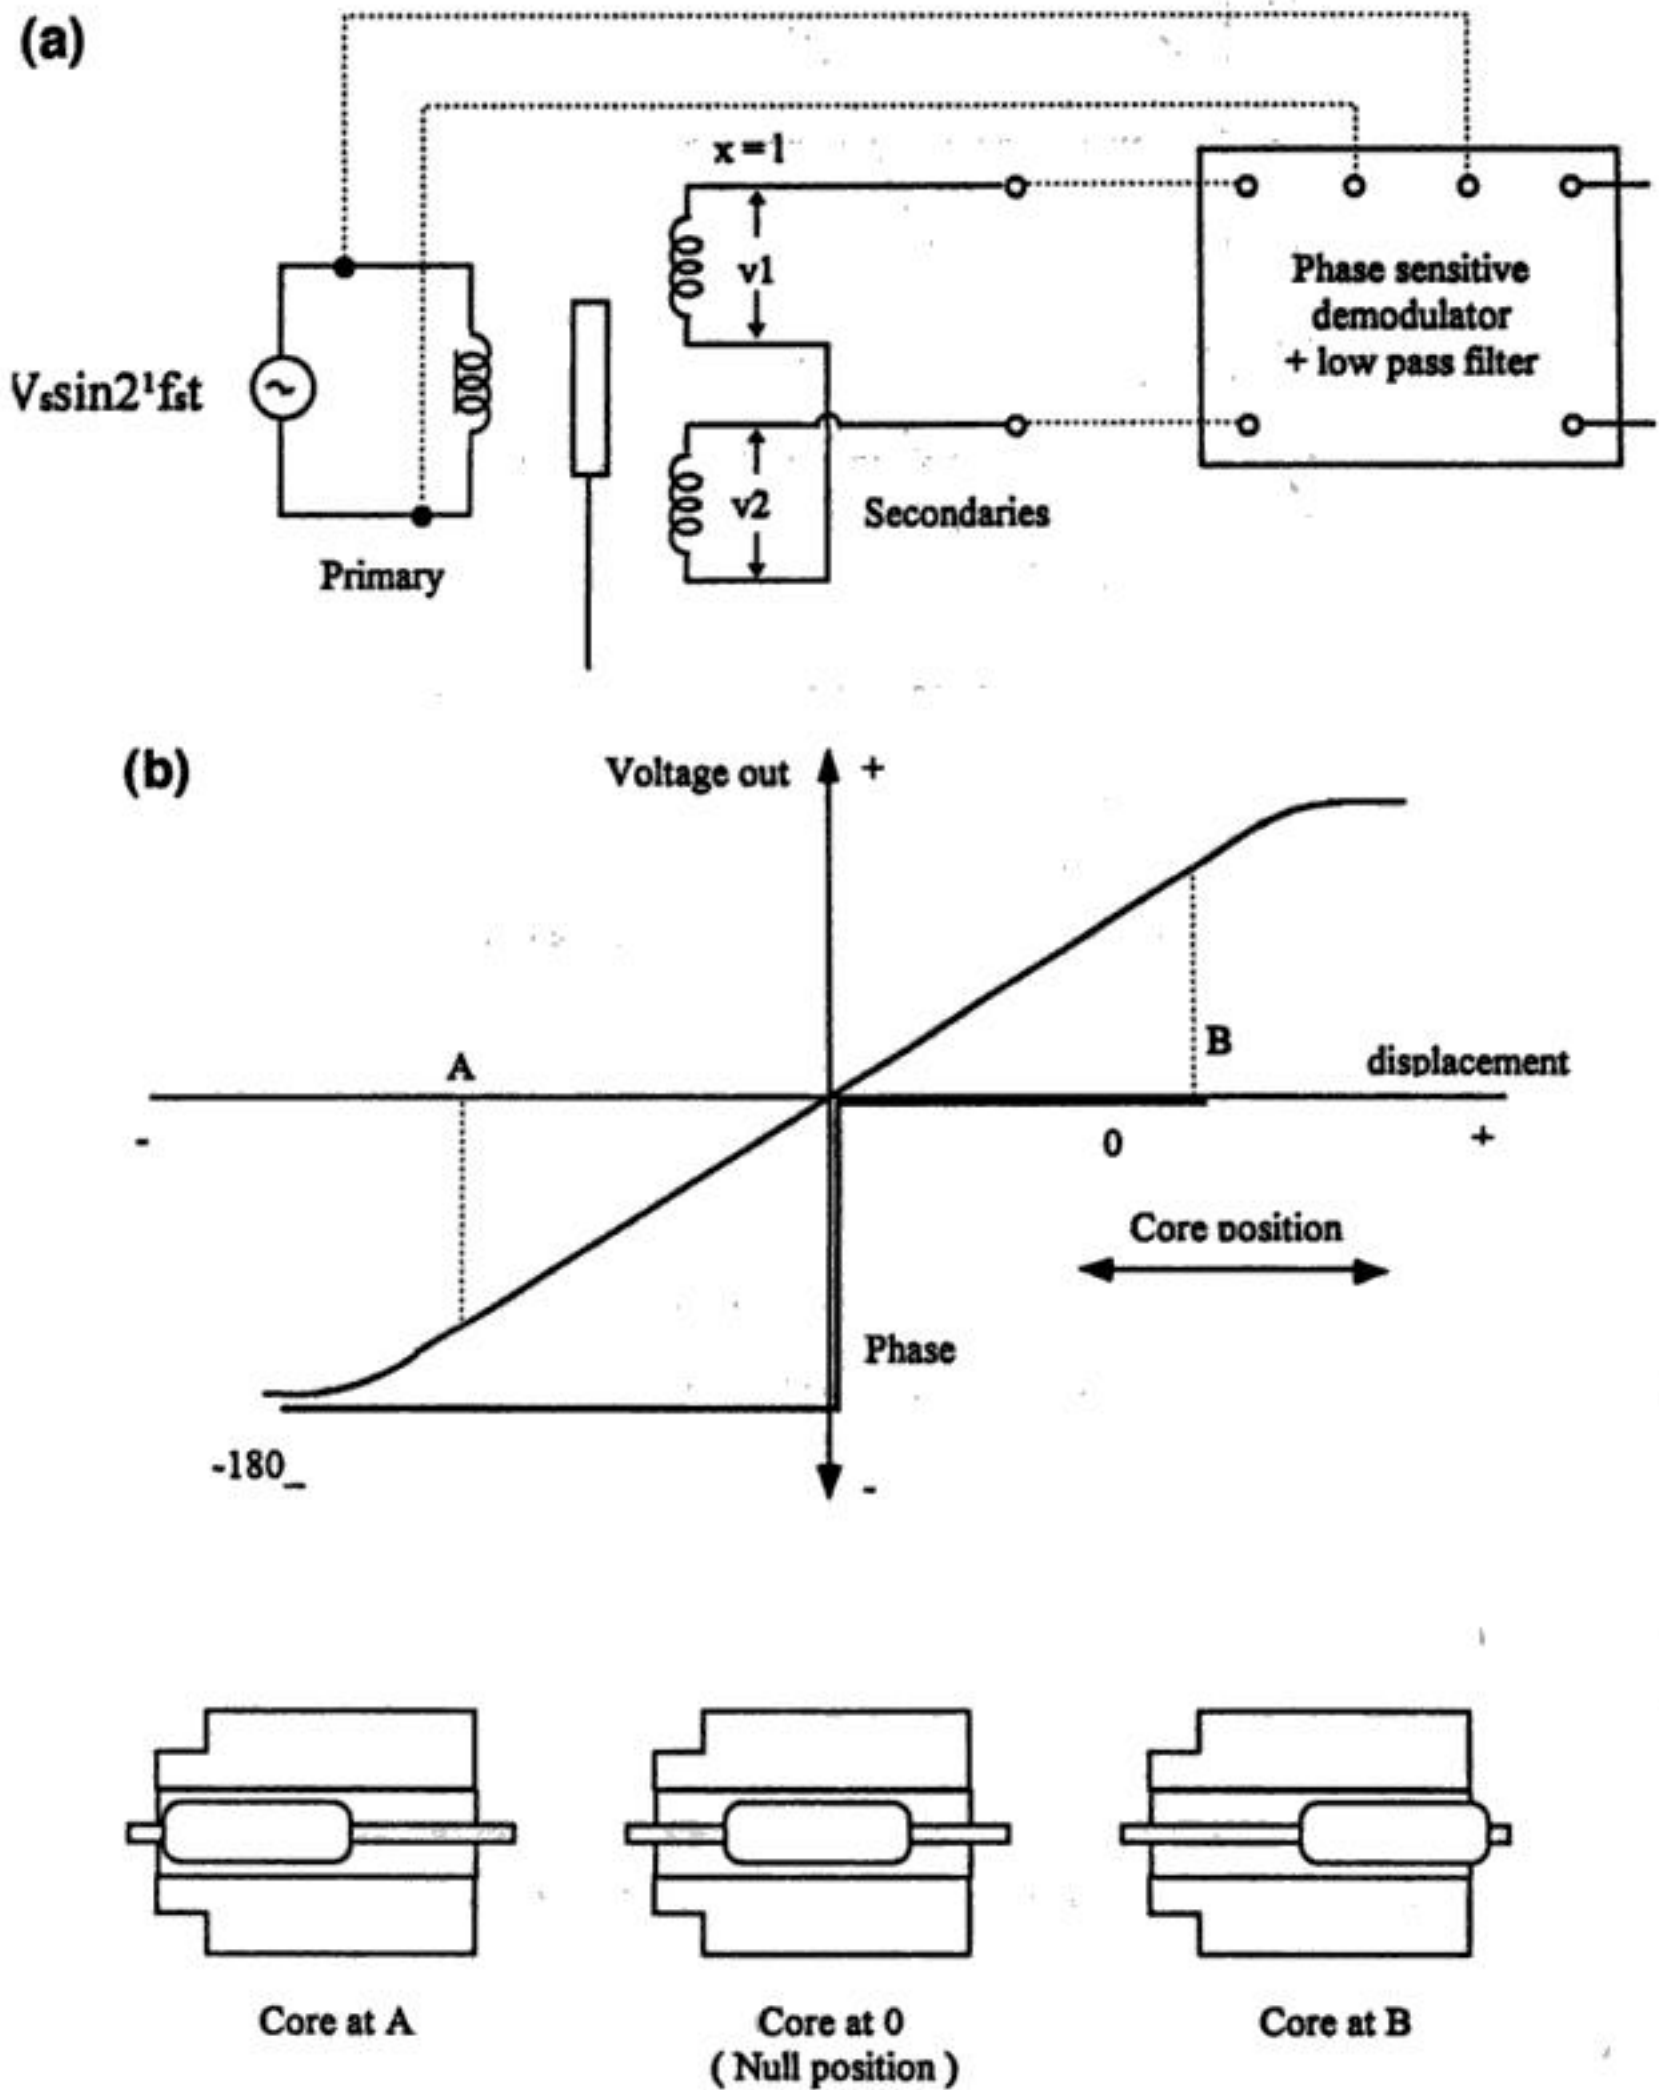 (a)
x = 1
v1
Phase sensitive
demodulator
+ low pass filter
Vssin2¹fst
v2
Secondaries
Primary
(b)
Voltage out
+
A
B
displacement
-
0
+
Core position
Phase
-180_
-
Core at A
Core at 0
( Null position )
Core at B